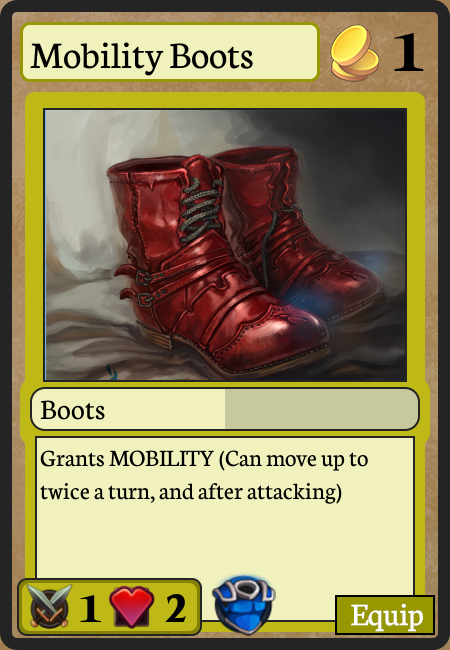 Mobility Boots 1
Boots
Grants MOBILITY (Can move up to
twice a turn, and after attacking)
1 2
Equip